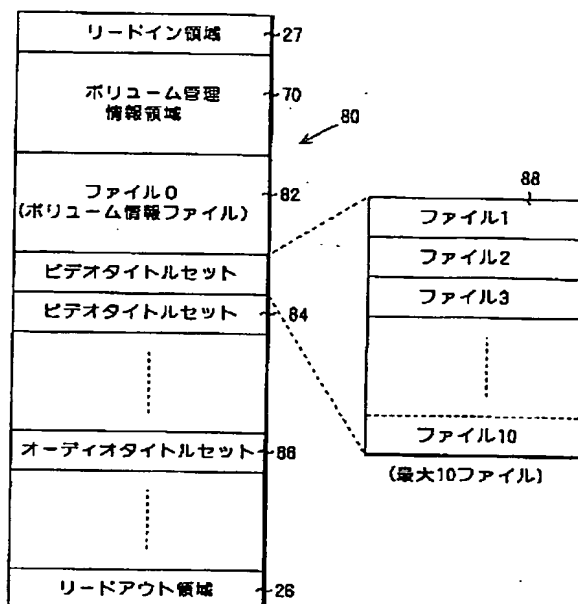 リードイン領域 27
ボリューム管理
情報領域 70
80
ファイル0
(ボリューム情報ファイル) 82
ビデオタイトルセット
ビデオタイトルセット 84
オーディオタイトルセット 86
リードアウト領域 26
88
ファイル1
ファイル2
ファイル3
ファイル10
(最大10ファイル)